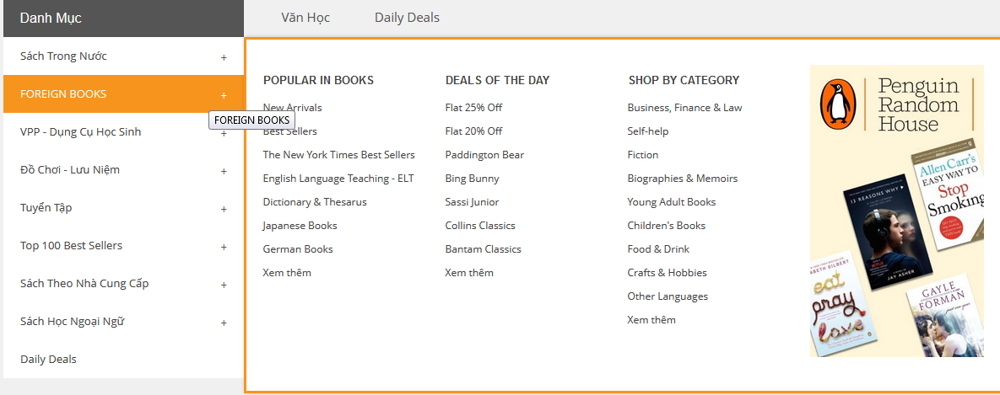 Danh Mục
Văn Học
Daily Deals
Sách Trong Nước +
FOREIGN BOOKS +
FOREIGN BOOKS
VPP - Dụng Cụ Học Sinh +
Đồ Chơi - Lưu Niệm +
Tuyển Tập +
Top 100 Best Sellers +
Sách Theo Nhà Cung Cấp +
Sách Học Ngoại Ngữ +
Daily Deals
POPULAR IN BOOKS
New Arrivals
Best Sellers
The New York Times Best Sellers
English Language Teaching - ELT
Dictionary & Thesarus
Japanese Books
German Books
Xem thêm
DEALS OF THE DAY
Flat 25% Off
Flat 20% Off
Paddington Bear
Bing Bunny
Sassi Junior
Collins Classics
Bantam Classics
Xem thêm
SHOP BY CATEGORY
Business, Finance & Law
Self-help
Fiction
Biographies & Memoirs
Young Adult Books
Children's Books
Food & Drink
Crafts & Hobbies
Other Languages
Xem thêm
Penguin
Random
House
Allen Carr's
EASY WAY TO
Stop
Smoking
13 REASONS WHY
JAY ASHER
GILBERT
eat
pray
love
GAYLE
FORMAN